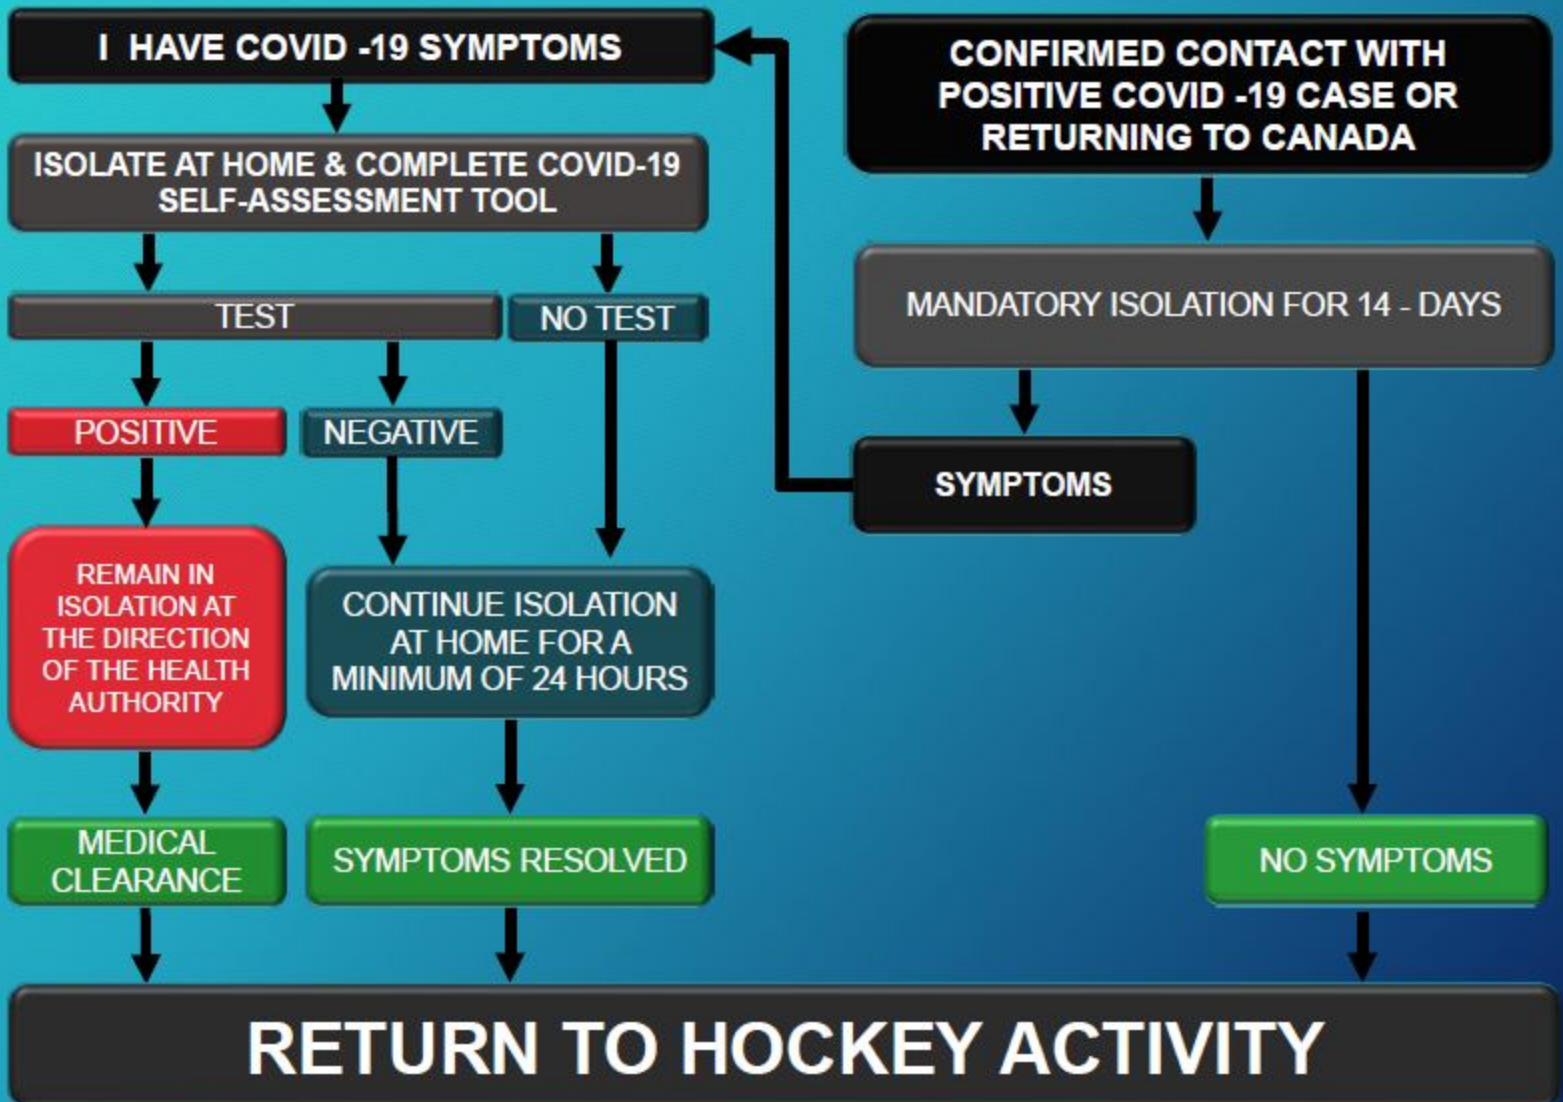 I HAVE COVID -19 SYMPTOMS
ISOLATE AT HOME & COMPLETE COVID-19
SELF-ASSESSMENT TOOL
TEST
NO TEST
POSITIVE
NEGATIVE
REMAIN IN
ISOLATION AT
THE DIRECTION
OF THE HEALTH
AUTHORITY
CONTINUE ISOLATION
AT HOME FOR A
MINIMUM OF 24 HOURS
MEDICAL
CLEARANCE
SYMPTOMS RESOLVED
CONFIRMED CONTACT WITH
POSITIVE COVID -19 CASE OR
RETURNING TO CANADA
MANDATORY ISOLATION FOR 14 - DAYS
SYMPTOMS
NO SYMPTOMS
RETURN TO HOCKEY ACTIVITY